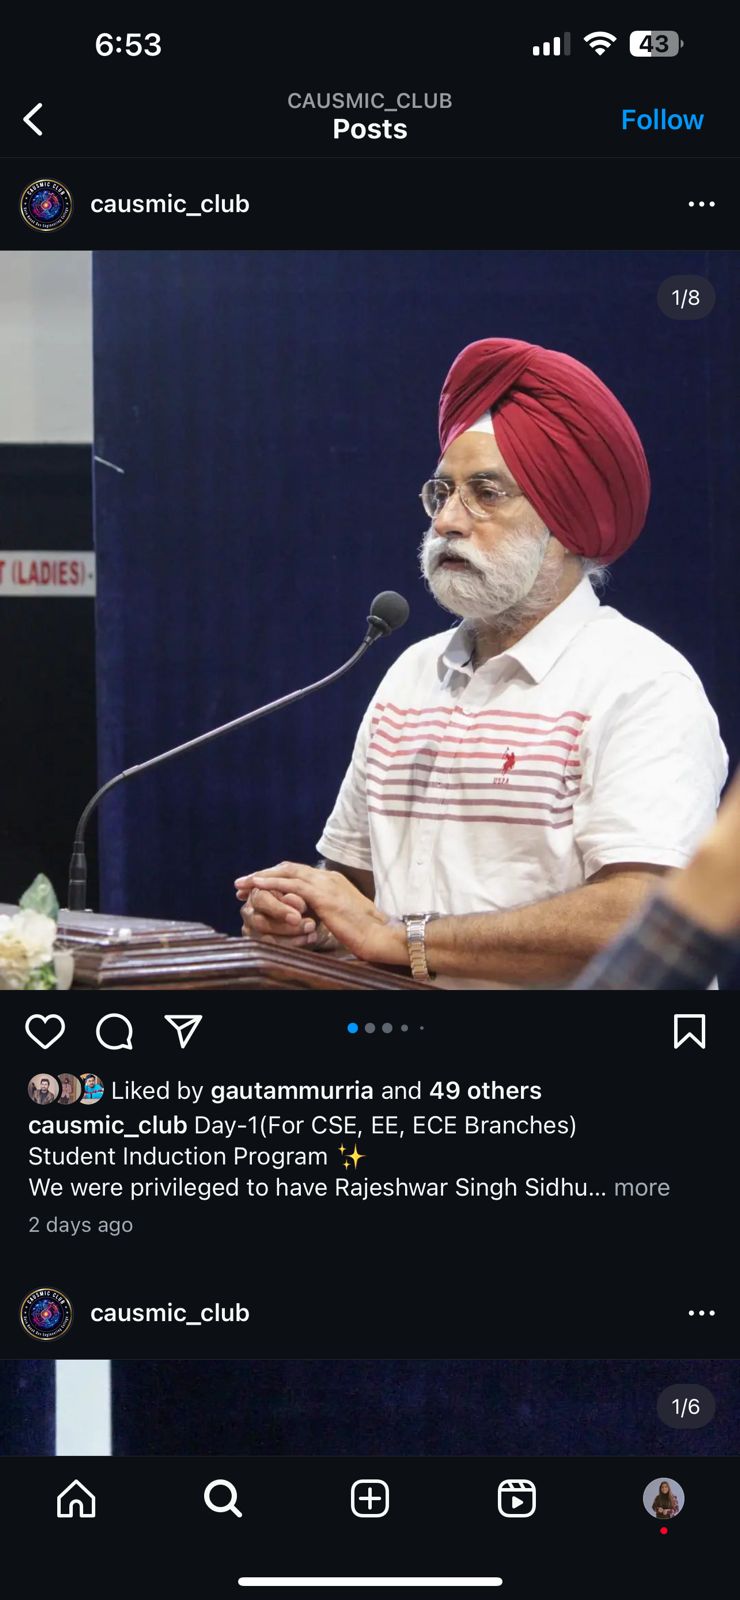 6:53
43
CAUSMIC_CLUB
Posts
Follow
causmic_club
1/8
T (LADIES)-
USPA
Liked by gautammurria and 49 others
causmic_club Day-1(For CSE, EE, ECE Branches)
Student Induction Program ✨
We were privileged to have Rajeshwar Singh Sidhu... more
2 days ago
causmic_club
1/6